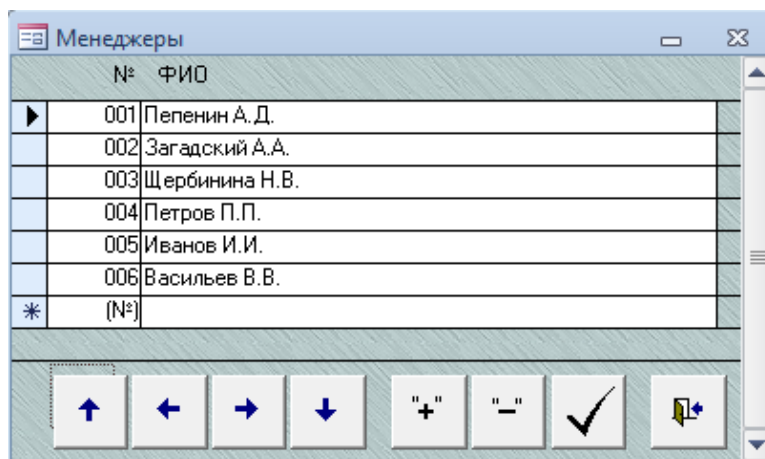 Менеджеры
№ ФИО
001 Пепенин А.Д.
002 Загадский А.А.
003 Щербинина Н.В.
004 Петров П.П.
005 Иванов И.И.
006 Васильев В.В.
(№)
"+" "–"